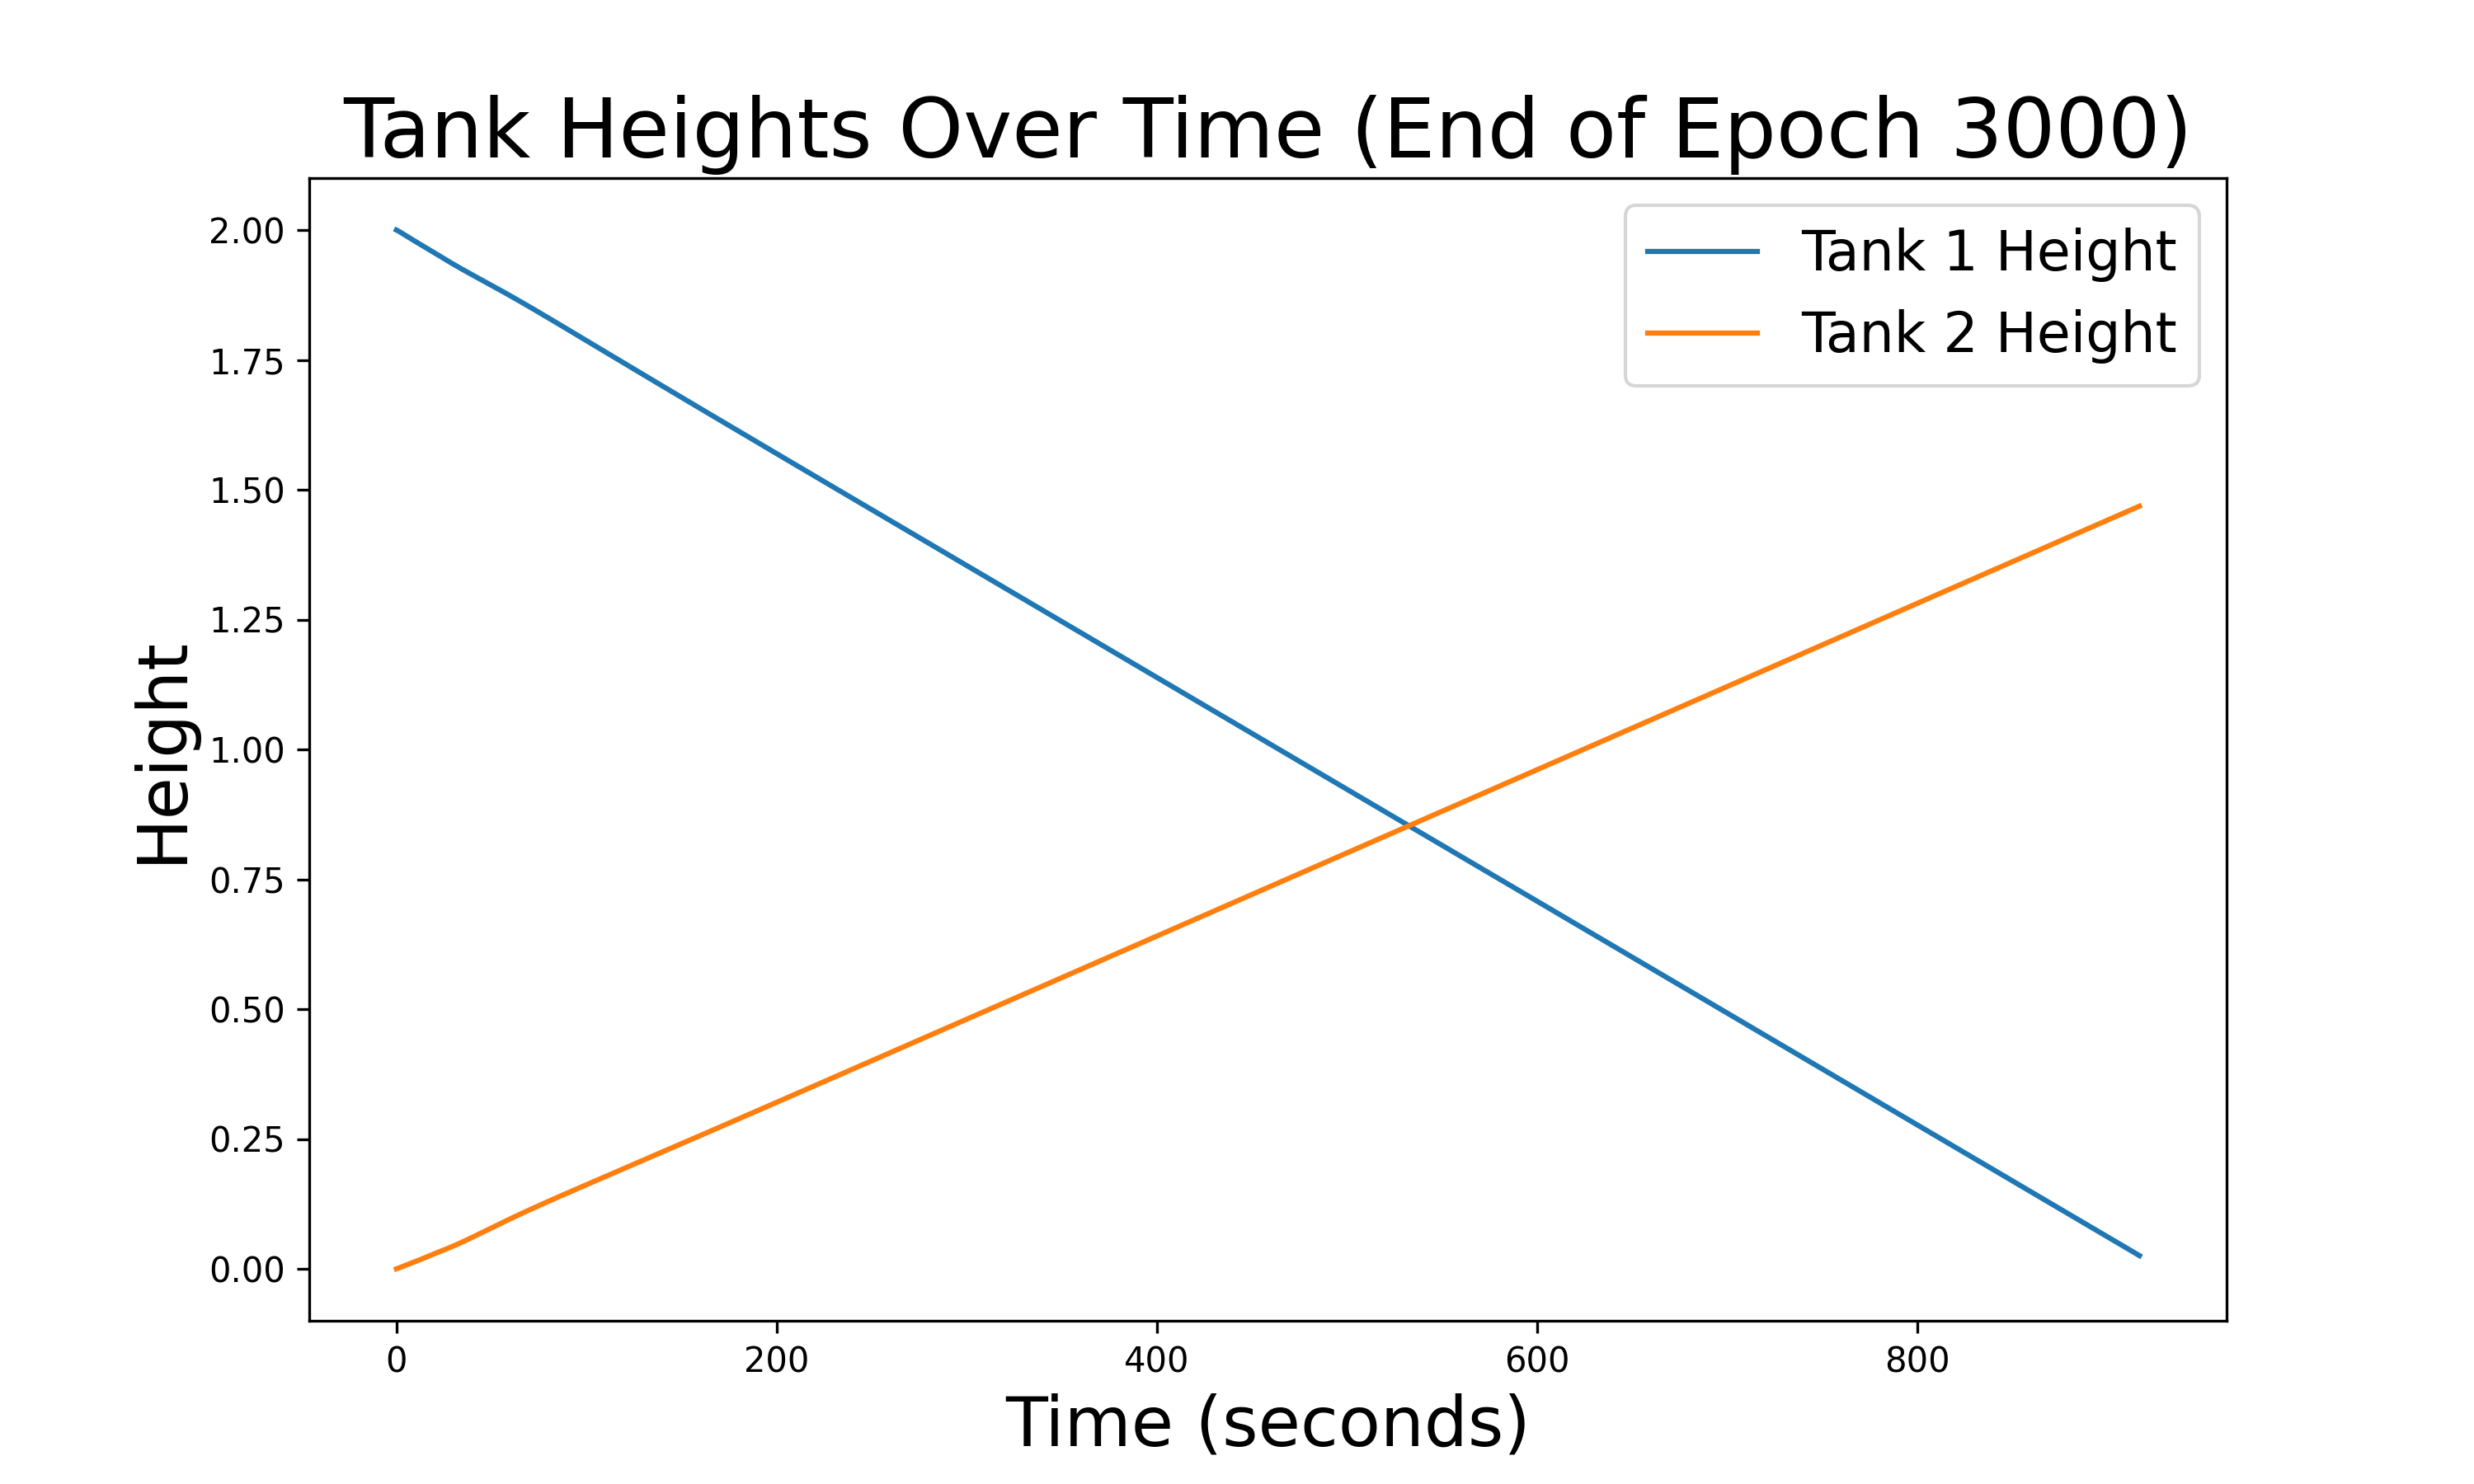 Tank Heights Over Time (End of Epoch 3000)
Tank 1 Height
Tank 2 Height
2.00
1.75
1.50
1.25
1.00
0.75
0.50
0.25
0.00
Height
0 200 400 600 800
Time (seconds)